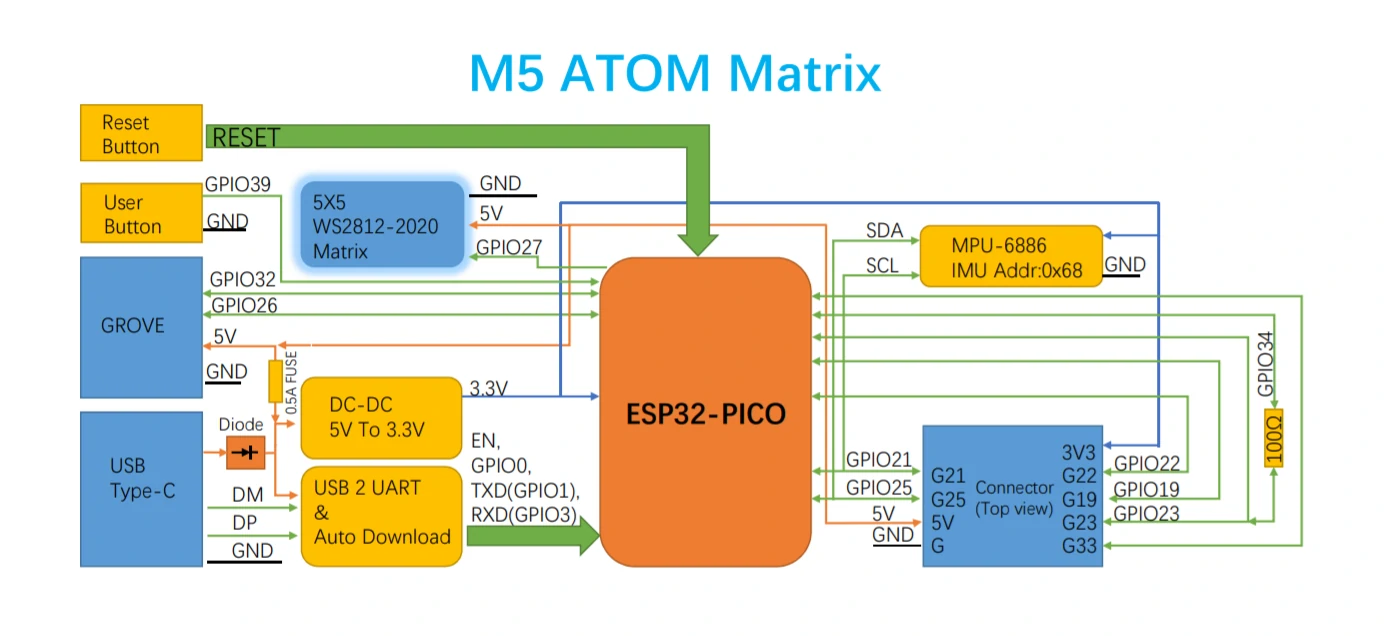 M5 ATOM Matrix
Reset
Button
RESET
User
Button
GPIO39
GND
5X5
WS2812-2020
Matrix
GND
5V
GPIO27
GROVE
GPIO32
GPIO26
5V
GND
0.5A FUSE
DC-DC
5V To 3.3V
3.3V
USB
Type-C
Diode
DM
DP
GND
USB 2 UART
&
Auto Download
EN,
GPIO0,
TXD(GPIO1),
RXD(GPIO3)
ESP32-PICO
SDA
SCL
MPU-6886
IMU Addr:0x68
GND
GPIO34
100Ω
GPIO21
GPIO25
5V
GND
G21
G25
5V
G
Connector
(Top view)
3V3
G22
G19
G23
G33
GPIO22
GPIO19
GPIO23